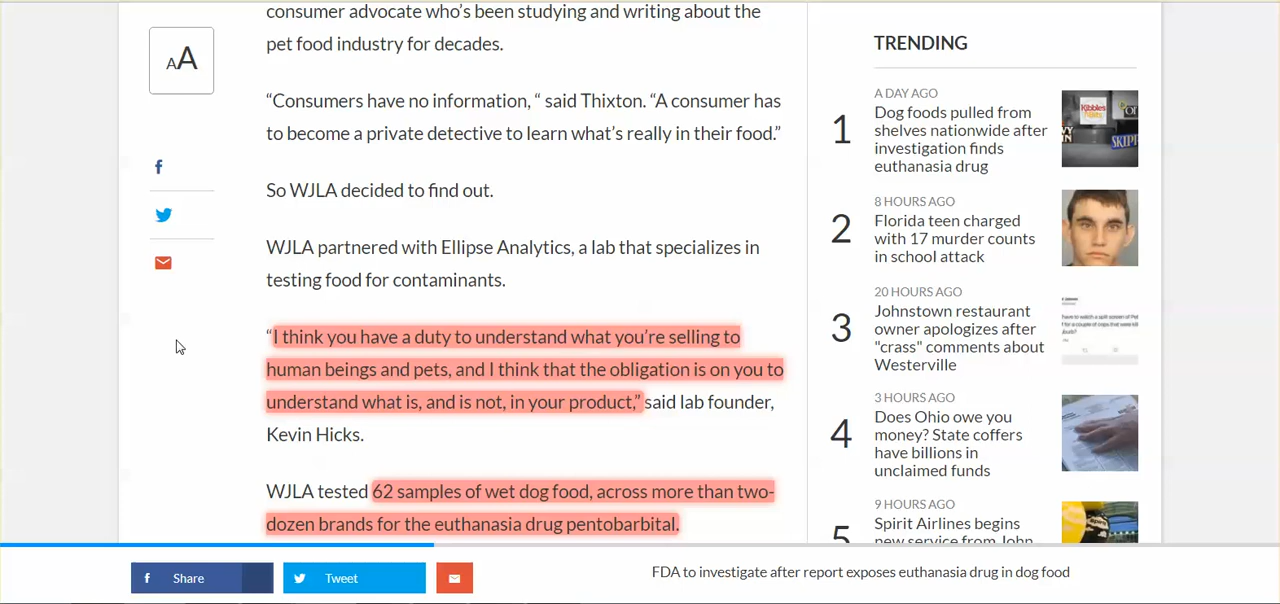 consumer advocate who's been studying and writing about the
pet food industry for decades.
“Consumers have no information, “ said Thixton. “A consumer has
to become a private detective to learn what’s really in their food.”
So WJLA decided to find out.
WJLA partnered with Ellipse Analytics, a lab that specializes in
testing food for contaminants.
“I think you have a duty to understand what you’re selling to
human beings and pets, and I think that the obligation is on you to
understand what is, and is not, in your product,” said lab founder,
Kevin Hicks.
WJLA tested 62 samples of wet dog food, across more than two-
dozen brands for the euthanasia drug pentobarbital.
AA
TRENDING
1
A DAY AGO
Dog foods pulled from
shelves nationwide after
investigation finds
euthanasia drug
Kibbles
SKIPP
2
8 HOURS AGO
Florida teen charged
with 17 murder counts
in school attack
3
20 HOURS AGO
Johnstown restaurant
owner apologizes after
"crass" comments about
Westerville
4
3 HOURS AGO
Does Ohio owe you
money? State coffers
have billions in
unclaimed funds
5
9 HOURS AGO
Spirit Airlines begins
new service from John
f Share
Tweet
FDA to investigate after report exposes euthanasia drug in dog food